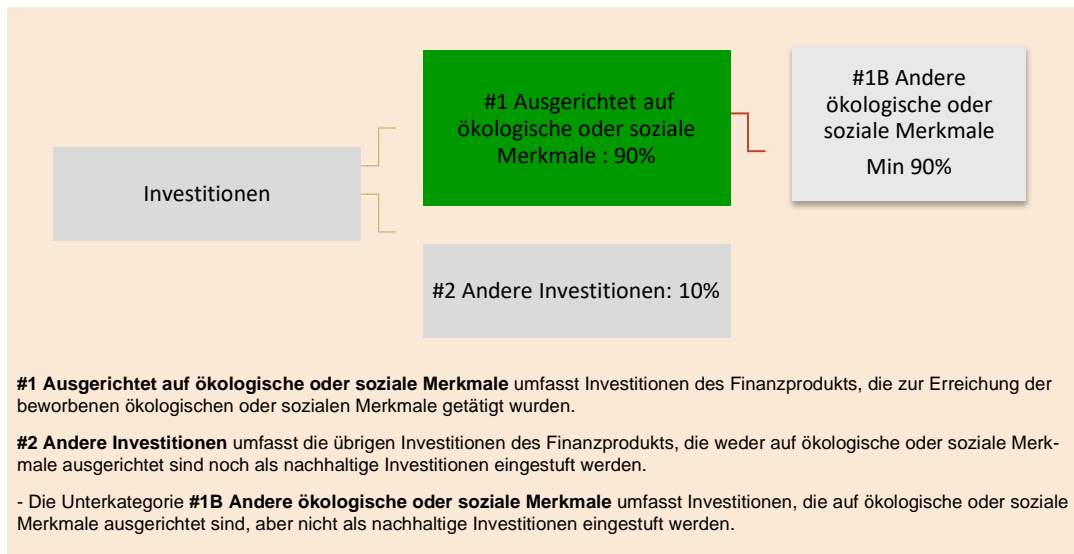 Investitionen
#1 Ausgerichtet auf
ökologische oder soziale
Merkmale : 90%
#1B Andere
ökologische oder
soziale Merkmale
Min 90%
#2 Andere Investitionen: 10%
#1 Ausgerichtet auf ökologische oder soziale Merkmale umfasst Investitionen des Finanzprodukts, die zur Erreichung der
beworbenen ökologischen oder sozialen Merkmale getätigt wurden.
#2 Andere Investitionen umfasst die übrigen Investitionen des Finanzprodukts, die weder auf ökologische oder soziale Merk-
male ausgerichtet sind noch als nachhaltige Investitionen eingestuft werden.
- Die Unterkategorie #1B Andere ökologische oder soziale Merkmale umfasst Investitionen, die auf ökologische oder soziale
Merkmale ausgerichtet sind, aber nicht als nachhaltige Investitionen eingestuft werden.